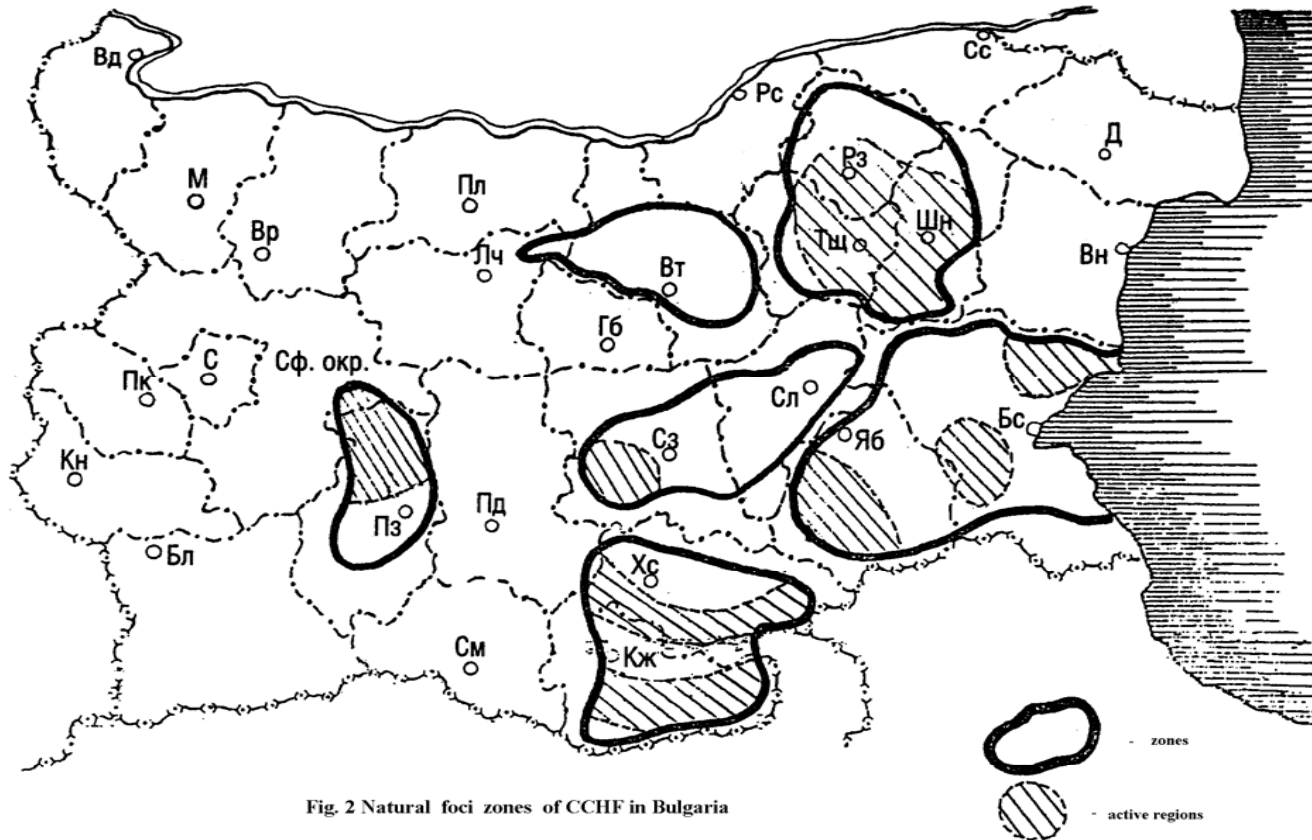 Вд
Сс
Рс
Д
Рз
М
Пл
Шн
Тщ
Вр
Лч
Вн
Вт
Гб
С
Сф. окр.
Пк
Сл
Бс
Яб
Сз
Кн
Пд
Пз
Бл
Хс
См
Кж
- zones
- active regions
Fig. 2 Natural foci zones of CCHF in Bulgaria